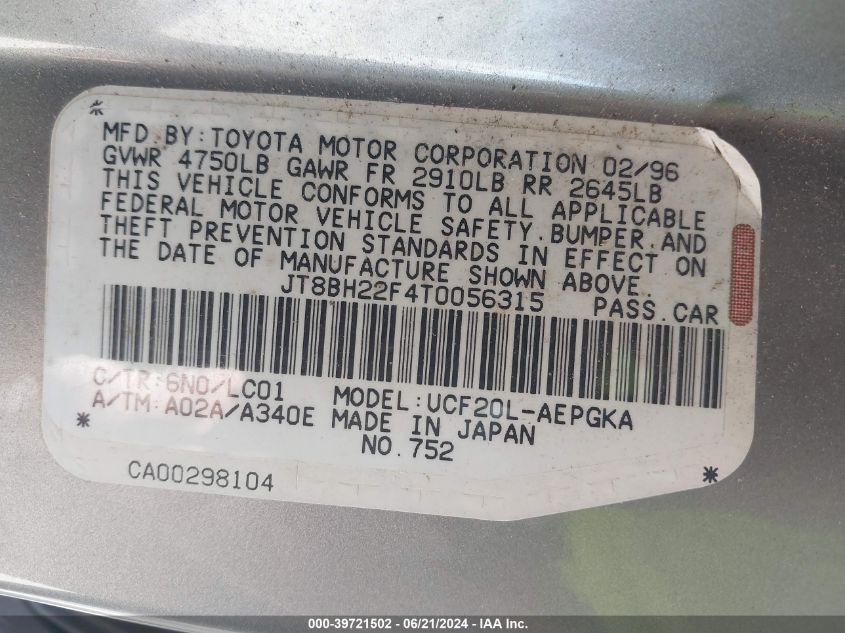 MFD BY:TOYOTA MOTOR CORPORATION 02/96
GVWR 4750LB GAWR FR 2910LB RR 2645LB
THIS VEHICLE CONFORMS TO ALL APPLICABLE
FEDERAL MOTOR VEHICLE SAFETY.BUMPER.AND
THEFT PREVENTION STANDARDS IN EFFECT ON
THE DATE OF MANUFACTURE SHOWN ABOVE.
JT8BH22F4T0056315 PASS.CAR
C/TR:6N0/LC01 MODEL:UCF20L-AEPGKA
A/TM:A02A/A340E MADE IN JAPAN
NO.752
CA00298104
000-39721502 - 06/21/2024 - IAA Inc.